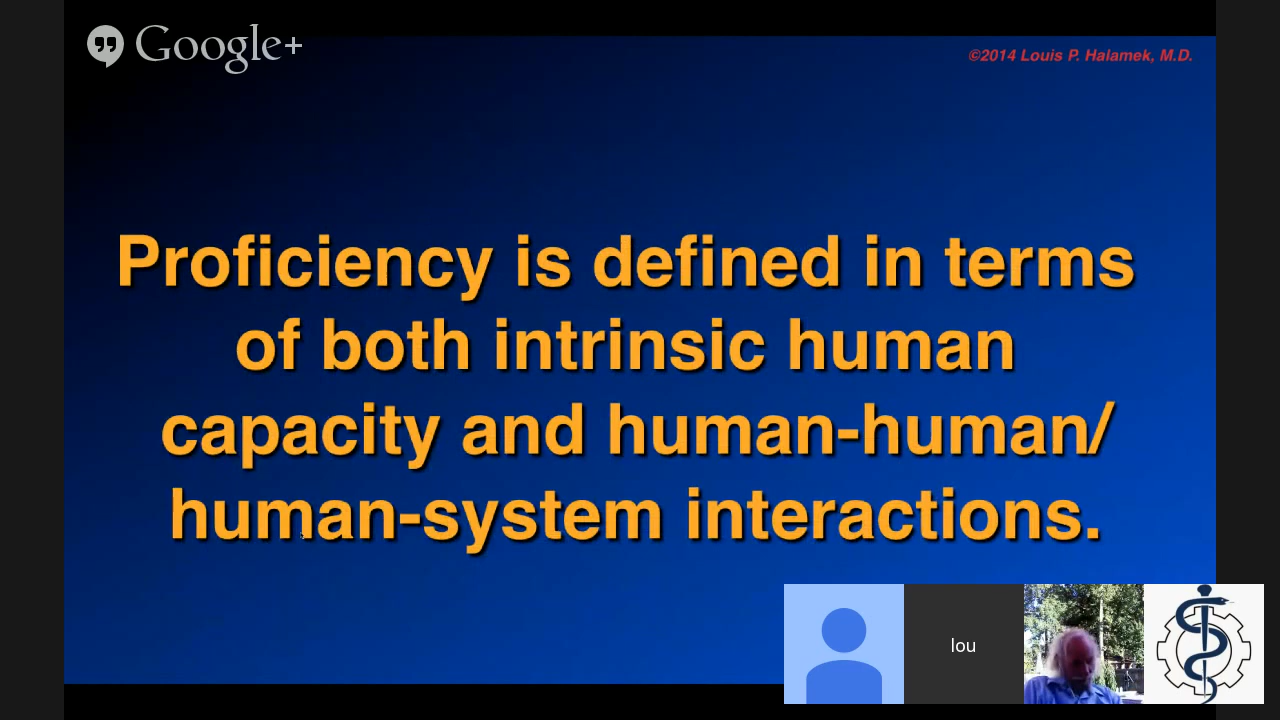 Google+
©2014 Louis P. Halamek, M.D.
Proficiency is defined in terms
of both intrinsic human
capacity and human-human/
human-system interactions.
lou